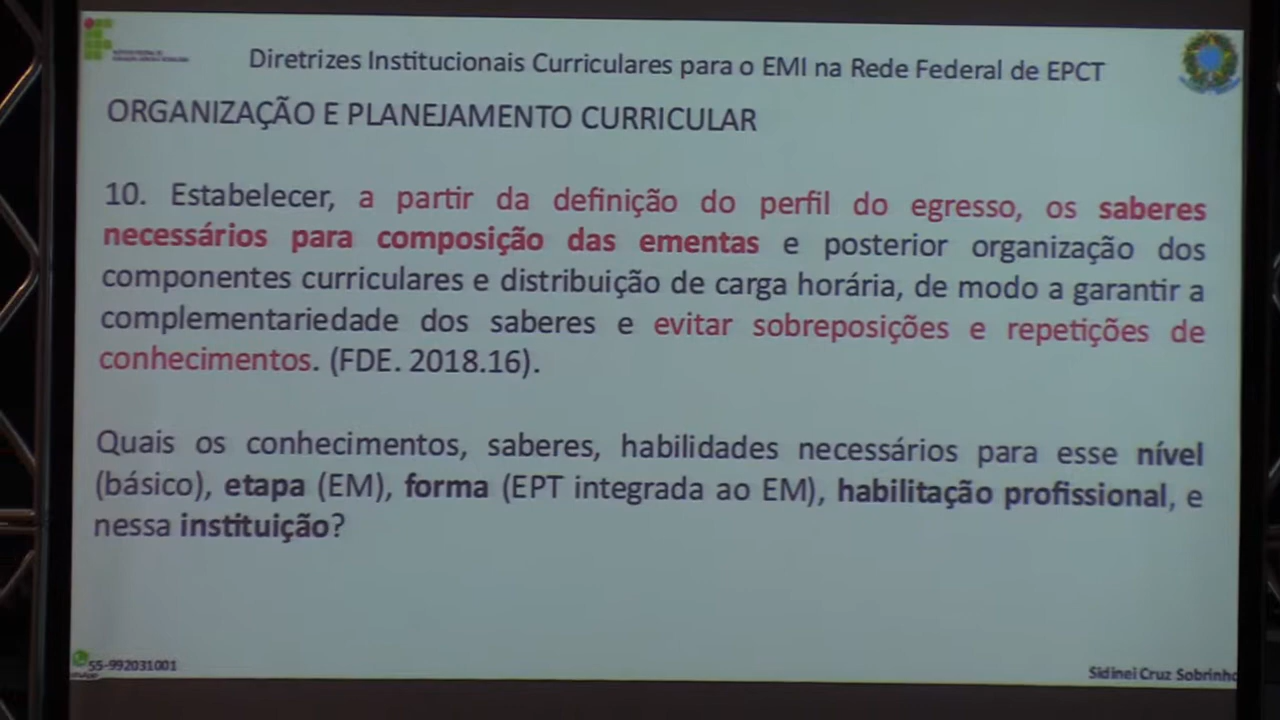 Diretrizes Institucionais Curriculares para o EMI na Rede Federal de EPCT
ORGANIZAÇÃO E PLANEJAMENTO CURRICULAR
10. Estabelecer, a partir da definição do perfil do egresso, os saberes
necessários para composição das ementas e posterior organização dos
componentes curriculares e distribuição de carga horária, de modo a garantir a
complementariedade dos saberes e evitar sobreposições e repetições de
conhecimentos. (FDE. 2018.16).
Quais os conhecimentos, saberes, habilidades necessários para esse nível
(básico), etapa (EM), forma (EPT integrada ao EM), habilitação profissional, e
nessa instituição?
55-992031001
Sidinei Cruz Sobrinho